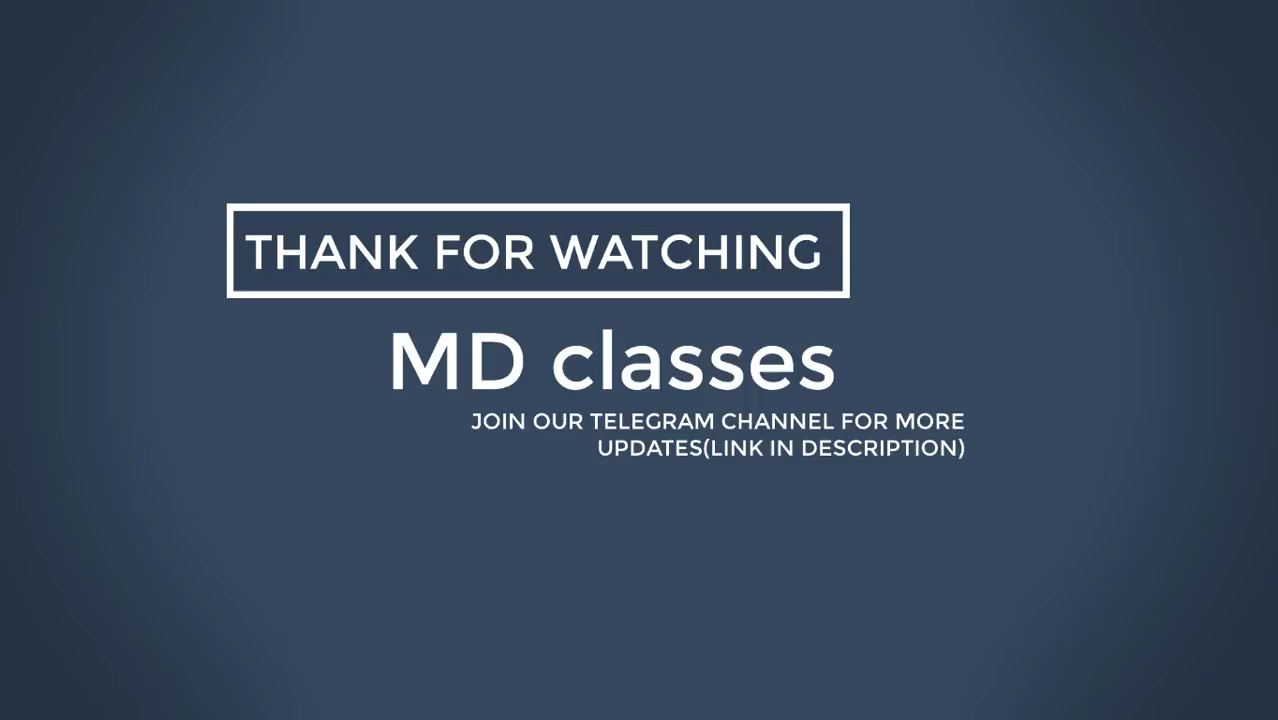 THANK FOR WATCHING
MD classes
JOIN OUR TELEGRAM CHANNEL FOR MORE
UPDATES(LINK IN DESCRIPTION)